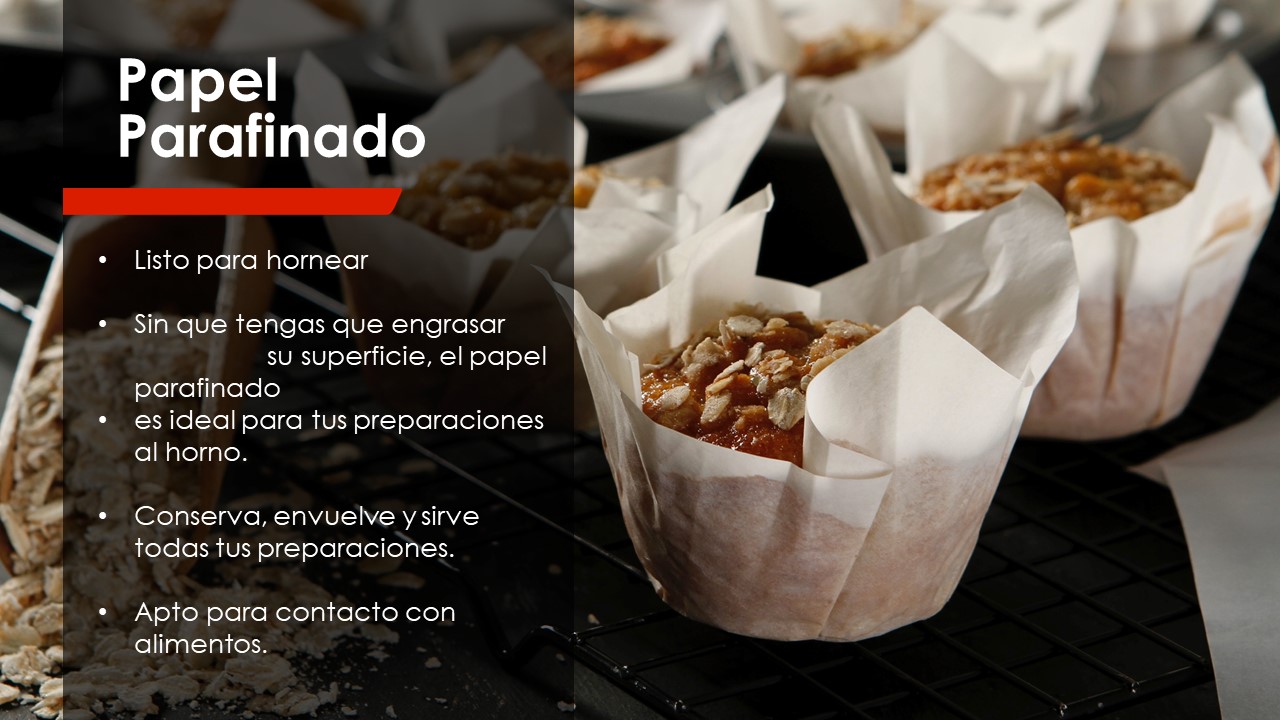 Papel
Parafinado
• Listo para hornear
• Sin que tengas que engrasar
su superficie, el papel
parafinado
• es ideal para tus preparaciones
al horno.
• Conserva, envuelve y sirve
todas tus preparaciones.
• Apto para contacto con
alimentos.